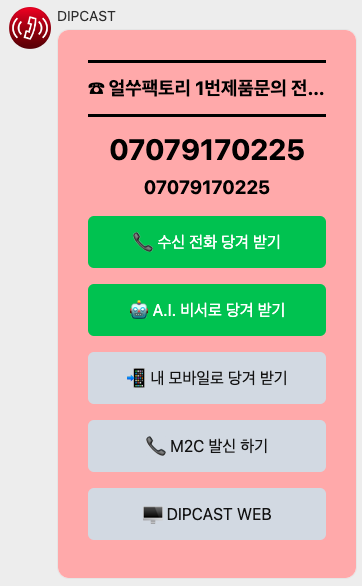 DIPCAST
☎ 얼쑤팩토리 1번제품문의 전...
07079170225
07079170225
📞 수신 전화 당겨 받기
🤖 A.I. 비서로 당겨 받기
📲 내 모바일로 당겨 받기
📞 M2C 발신 하기
🖥️ DIPCAST WEB